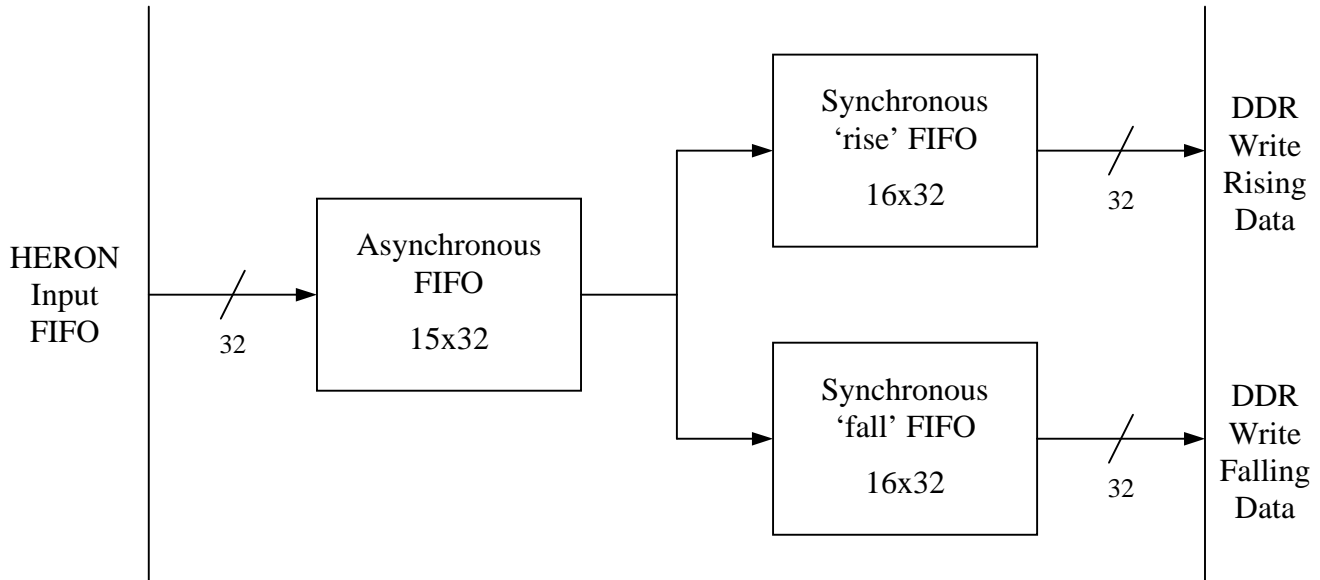 HERON
Input
FIFO
32
Asynchronous
FIFO
15x32
Synchronous
‘rise’ FIFO
16x32
32
DDR
Write
Rising
Data
Synchronous
‘fall’ FIFO
16x32
32
DDR
Write
Falling
Data